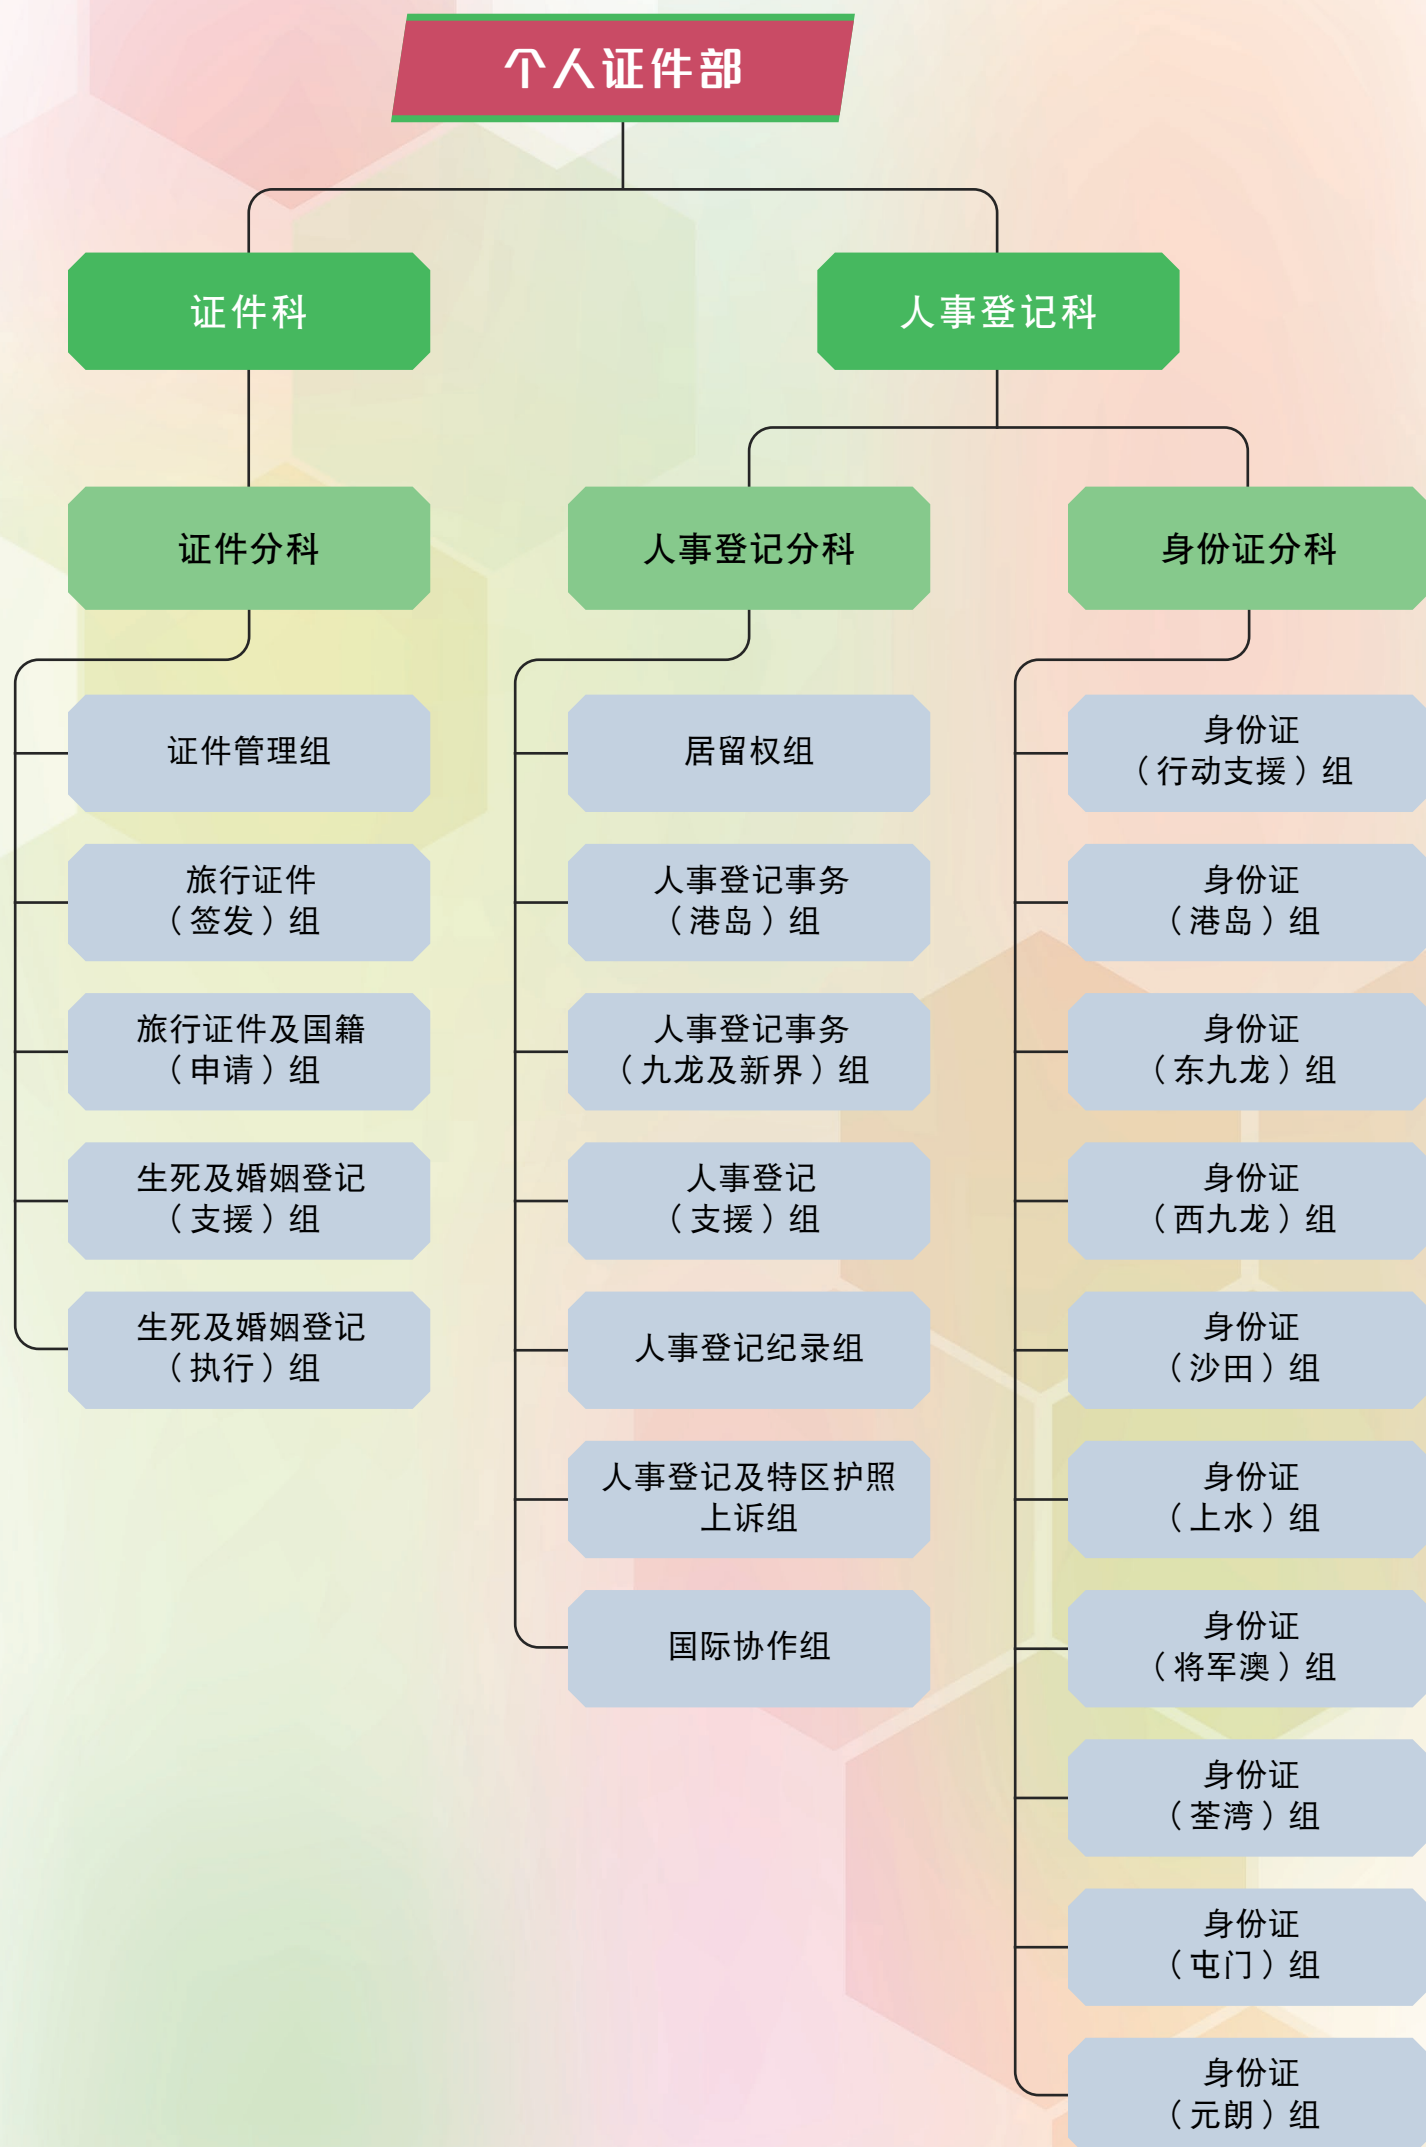 个人证件部
证件科
人事登记科
证件分科
人事登记分科
身份证分科
证件管理组
旅行证件
（签发）组
旅行证件及国籍
（申请）组
生死及婚姻登记
（支援）组
生死及婚姻登记
（执行）组
居留权组
人事登记事务
（港岛）组
人事登记事务
（九龙及新界）组
人事登记
（支援）组
人事登记纪录组
人事登记及特区护照
上诉组
国际协作组
身份证
（行动支援）组
身份证
（港岛）组
身份证
（东九龙）组
身份证
（西九龙）组
身份证
（沙田）组
身份证
（上水）组
身份证
（将军澳）组
身份证
（荃湾）组
身份证
（屯门）组
身份证
（元朗）组